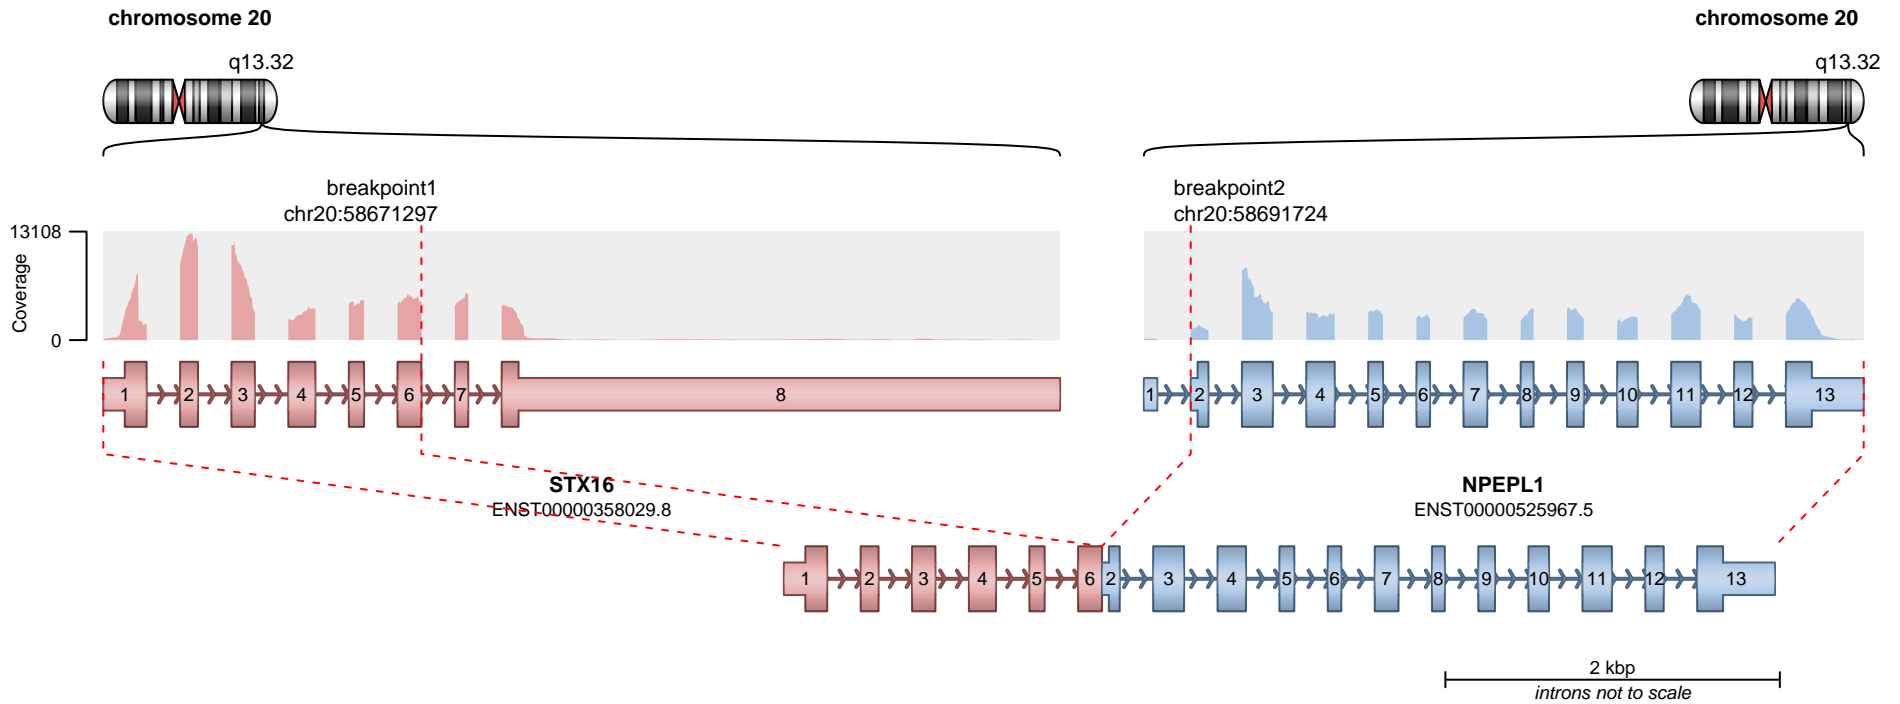 chromosome 20
chromosome 20
q13.32
q13.32
breakpoint1
chr20:58671297
breakpoint2
chr20:58691724
13108
Coverage
0
1 2 3 4 5 6 7 8
1 2 3 4 5 6 7 8 9 10 11 12 13
STX16
ENST00000358029.8
NPEPL1
ENST00000525967.5
1 2 3 4 5 6 2 3 4 5 6 7 8 9 10 11 12 13
2 kbp
introns not to scale